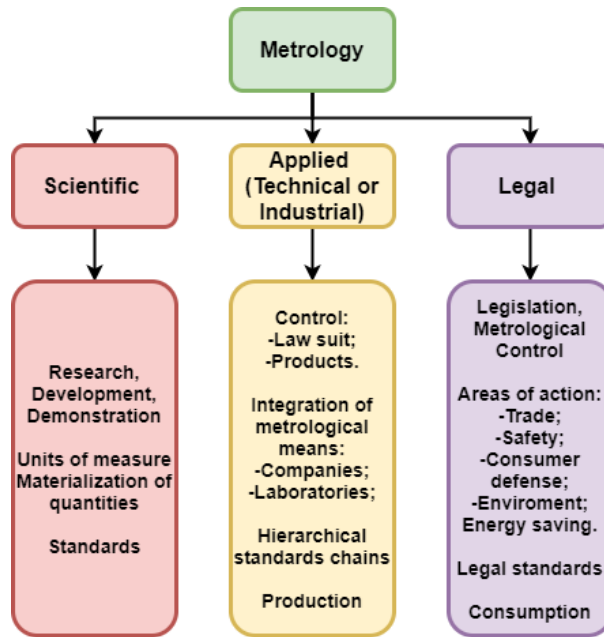 Metrology
Scientific
Applied
(Technical or
Industrial)
Legal
Research,
Development,
Demonstration
Units of measure
Materialization of
quantities
Standards
Control:
-Law suit;
-Products.
Integration of
metrological
means:
-Companies;
-Laboratories;
Hierarchical
standards chains
Production
Legislation,
Metrological
Control
Areas of action:
-Trade;
-Safety;
-Consumer
defense;
-Enviroment;
Energy saving.
Legal standards
Consumption